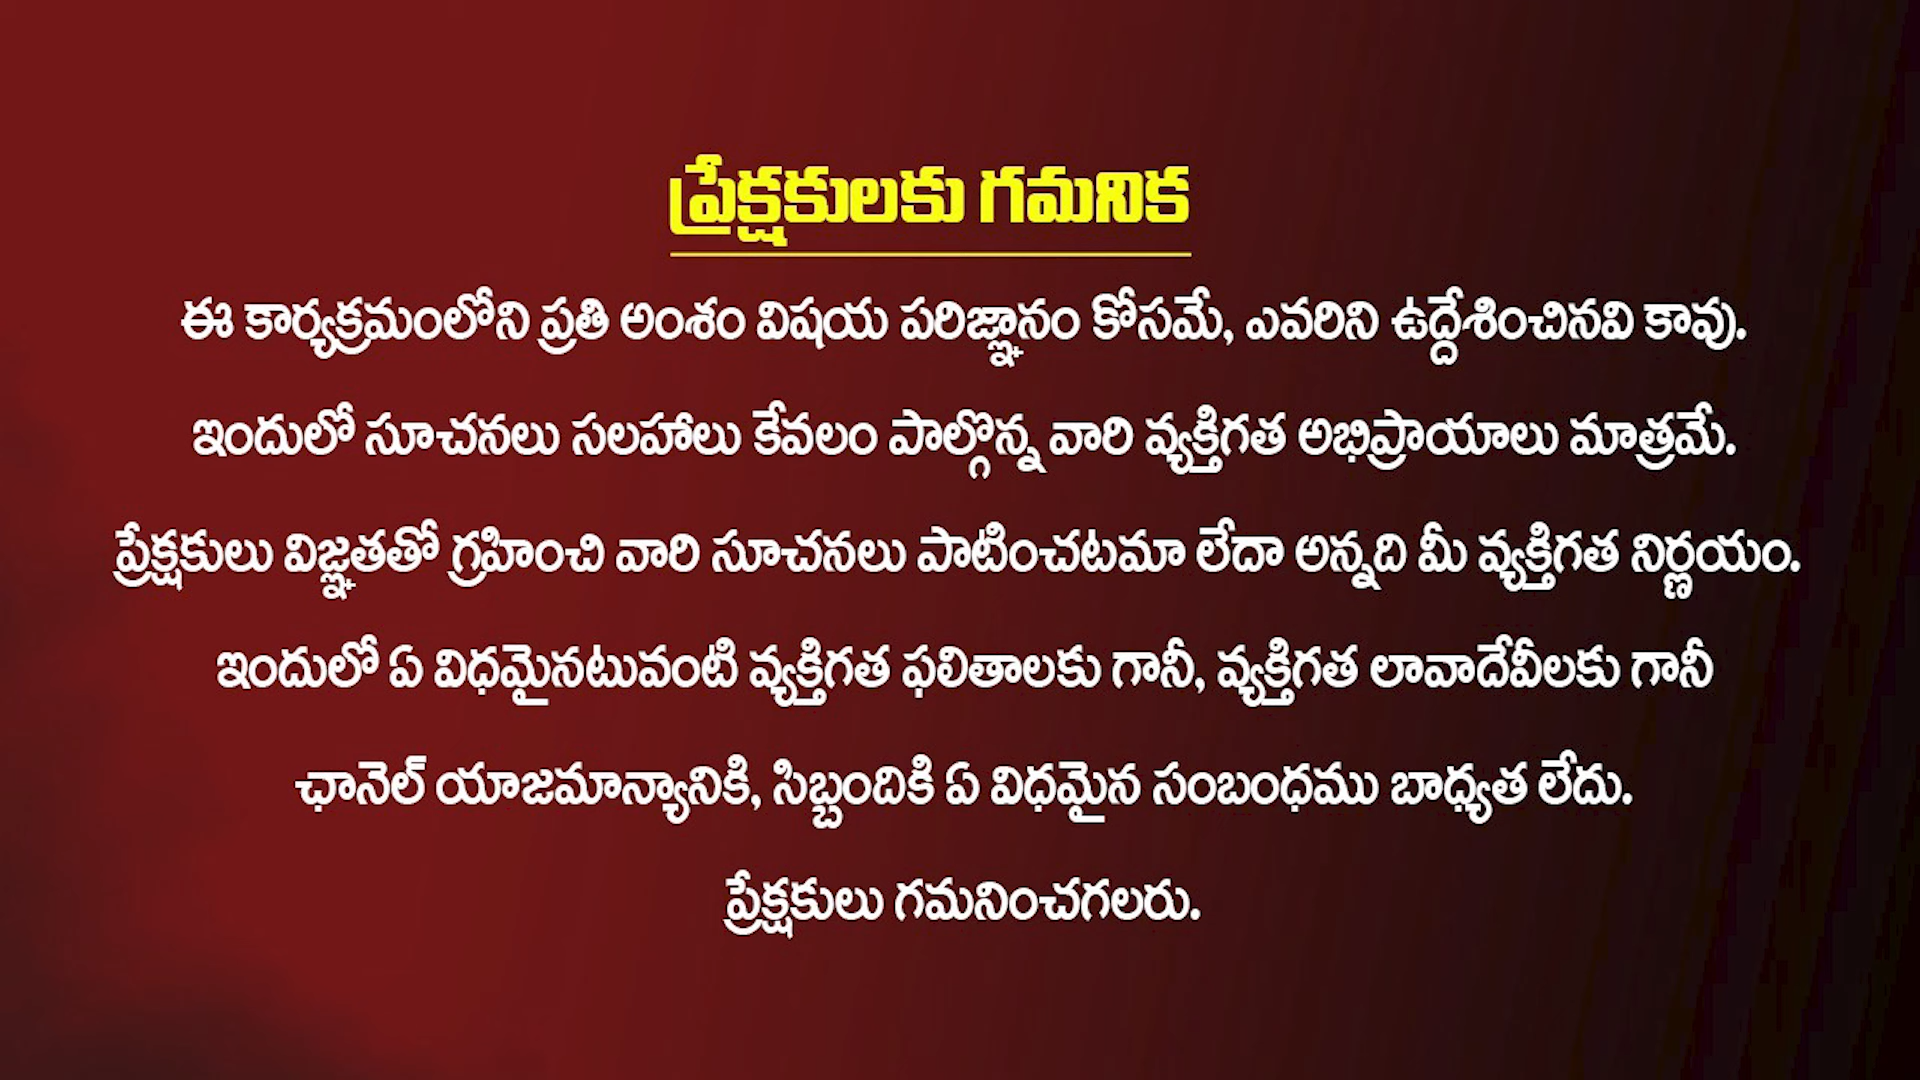 ప్రేక్షకులకు గమనిక
ఈ కార్యక్రమంలోని ప్రతి అంశం విషయ పరిజ్ఞానం కోసమే, ఎవరిని ఉద్దేశించినవి కావు.
ఇందులో సూచనలు సలహాలు కేవలం పాల్గొన్న వారి వ్యక్తిగత అభిప్రాయాలు మాత్రమే.
ప్రేక్షకులు విజ్ఞతతో గ్రహించి వారి సూచనలు పాటించటమా లేదా అన్నది మీ వ్యక్తిగత నిర్ణయం.
ఇందులో ఏ విధమైనటువంటి వ్యక్తిగత ఫలితాలకు గానీ, వ్యక్తిగత లావాదేవీలకు గానీ
ఛానెల్ యాజమాన్యానికి, సిబ్బందికి ఏ విధమైన సంబంధము బాధ్యత లేదు.
ప్రేక్షకులు గమనించగలరు.